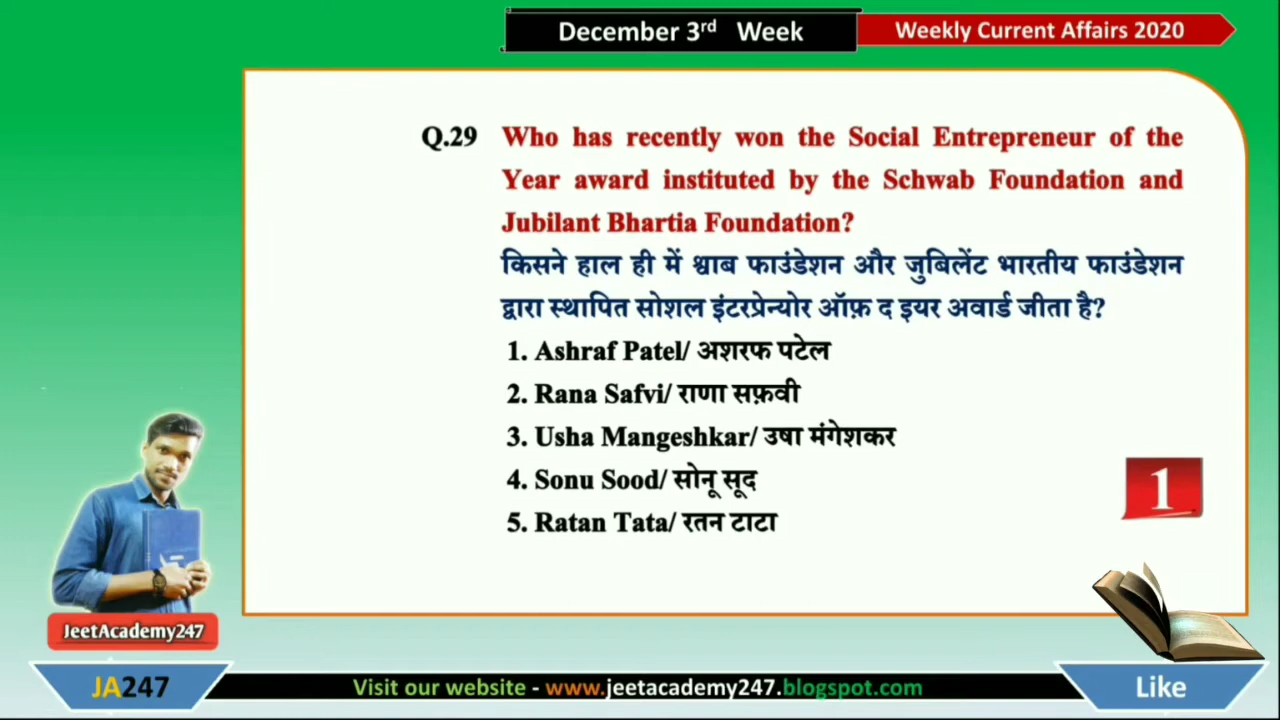 December 3rd Week
Weekly Current Affairs 2020
Q.29 Who has recently won the Social Entrepreneur of the
Year award instituted by the Schwab Foundation and
Jubilant Bhartia Foundation?
किसने हाल ही में श्वाब फाउंडेशन और जुबिलेंट भारतीय फाउंडेशन
द्वारा स्थापित सोशल इंटरप्रेन्योर ऑफ़ द इयर अवार्ड जीता है?
1. Ashraf Patel/ अशरफ पटेल
2. Rana Safvi/ राणा सफ़वी
3. Usha Mangeshkar/ उषा मंगेशकर
4. Sonu Sood/ सोनू सूद
5. Ratan Tata/ रतन टाटा
1
JeetAcademy247
JA247
Visit our website - www.jeetacademy247.blogspot.com
Like